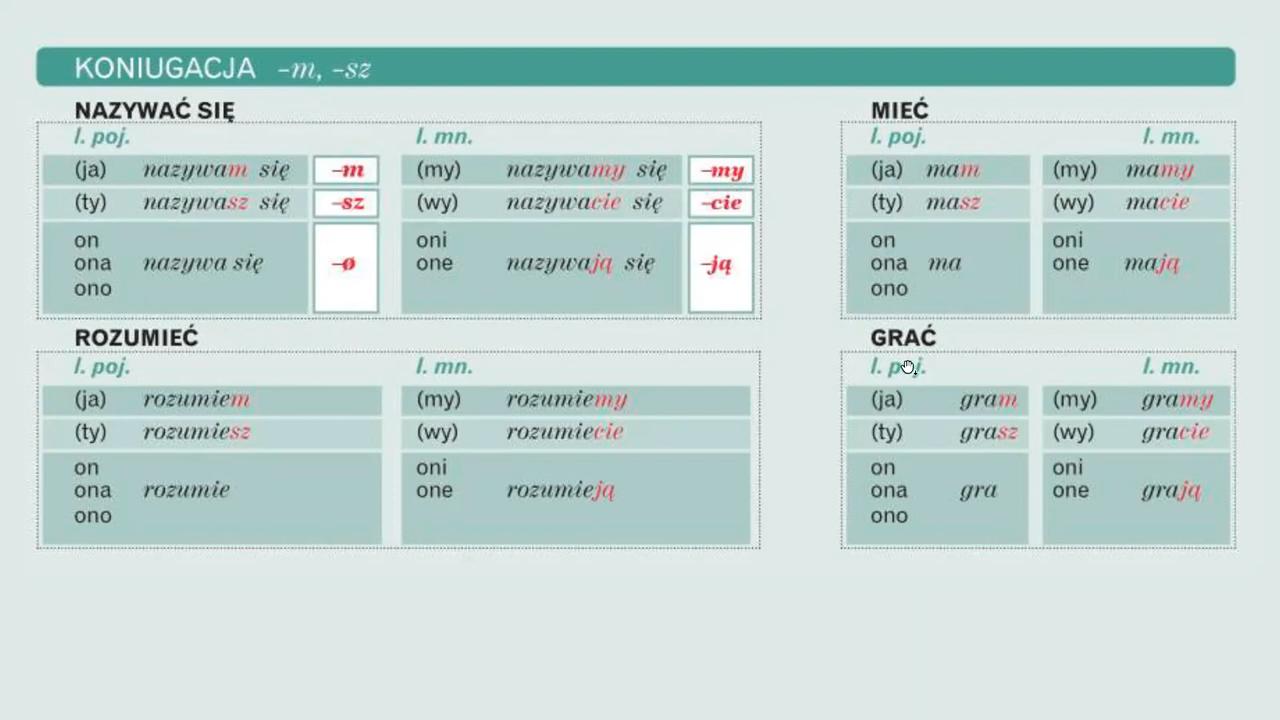 KONIUGACJA -m, -sz
NAZYWAĆ SIĘ
l. poj. l. mn.
(ja) nazywam się -m (my) nazywamy się -my
(ty) nazywasz się -sz (wy) nazywacie się -cie
on oni
ona nazywa się -ø one nazywają się -ją
ono
MIEĆ
l. poj. l. mn.
(ja) mam (my) mamy
(ty) masz (wy) macie
on oni
ona ma one mają
ono
ROZUMIEĆ
l. poj. l. mn.
(ja) rozumiem (my) rozumiemy
(ty) rozumiesz (wy) rozumiecie
on oni
ona rozumie one rozumieją
ono
GRAĆ
l. poj. l. mn.
(ja) gram (my) gramy
(ty) grasz (wy) gracie
on oni
ona gra one grają
ono